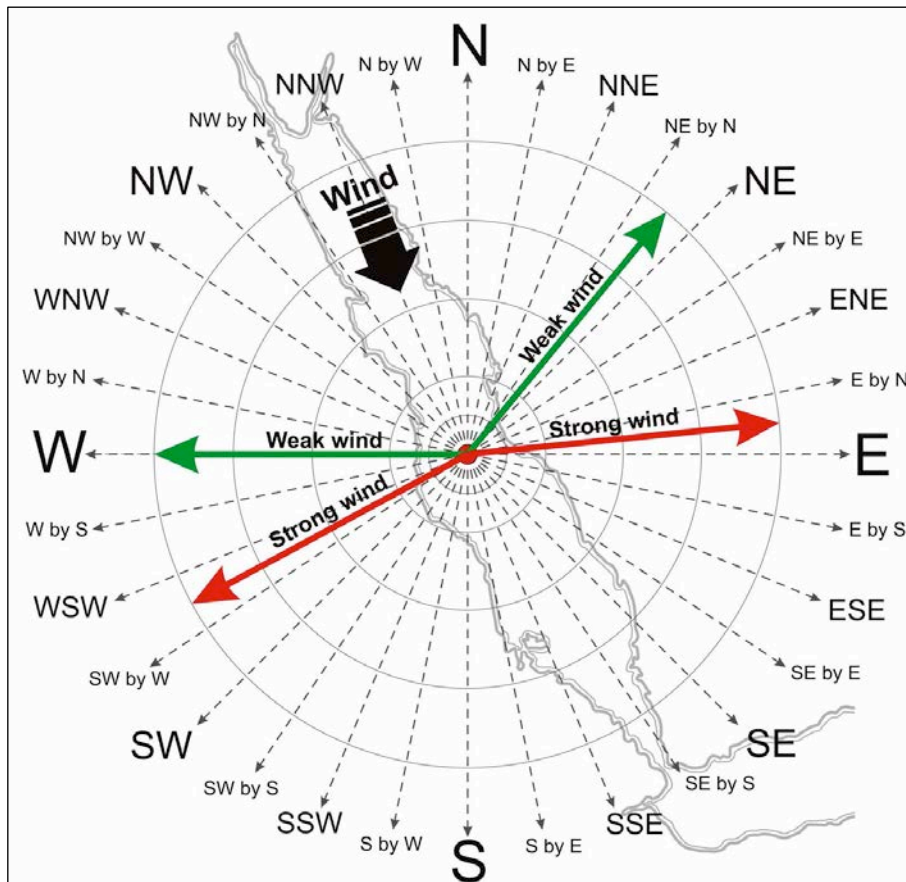 N
N by W
N by E
NNW
NNE
NW by N
NE by N
Wind
NW
NE
NW by W
NE by E
WNW
ENE
Weak wind
W by N
E by N
Strong wind
Weak wind
W
E
Strong wind
W by S
E by S
WSW
ESE
SW by W
SE by E
SW
SE
SW by S
SE by S
SSW
SSE
S by W
S by E
S